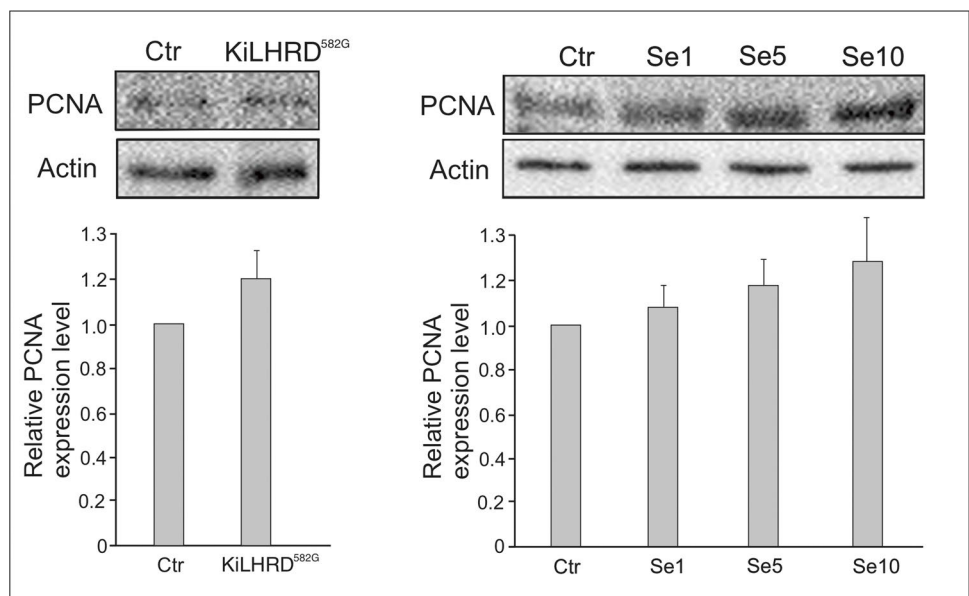 Ctr KiLHRD582G
PCNA
Actin
1.3
1.2
1.0
0.8
0.6
0.4
0.2
0
Relative PCNA
expression level
Ctr KiLHRD582G
Ctr Se1 Se5 Se10
PCNA
Actin
1.3
1.2
1.0
0.8
0.6
0.4
0.2
0
Relative PCNA
expression level
Ctr Se1 Se5 Se10